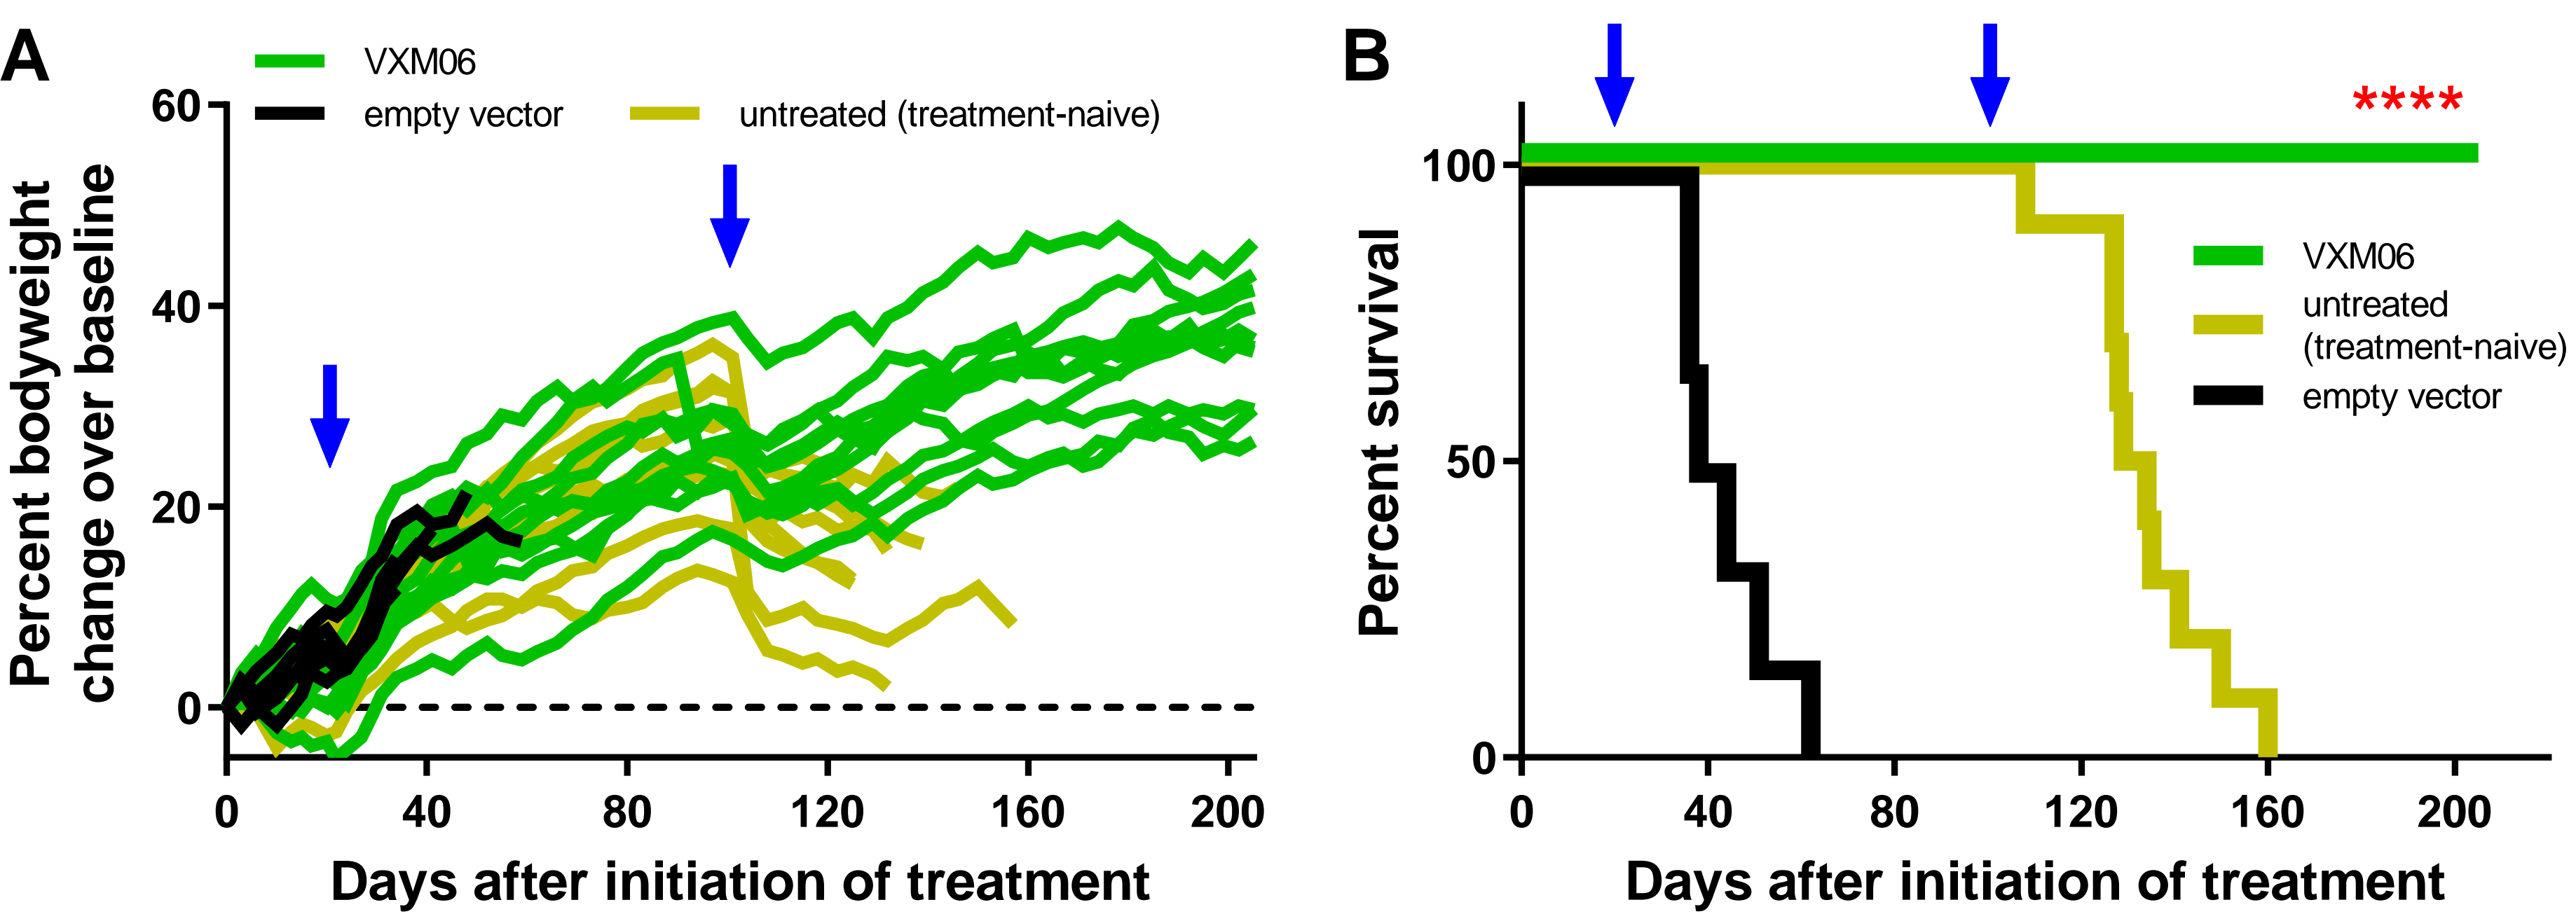 A
VXM06
empty vector
untreated (treatment-naive)
60
40
20
0
Percent bodyweight
change over baseline
0
40
80
120
160
200
Days after initiation of treatment
B
****
100
50
0
Percent survival
VXM06
untreated
(treatment-naive)
empty vector
0
40
80
120
160
200
Days after initiation of treatment